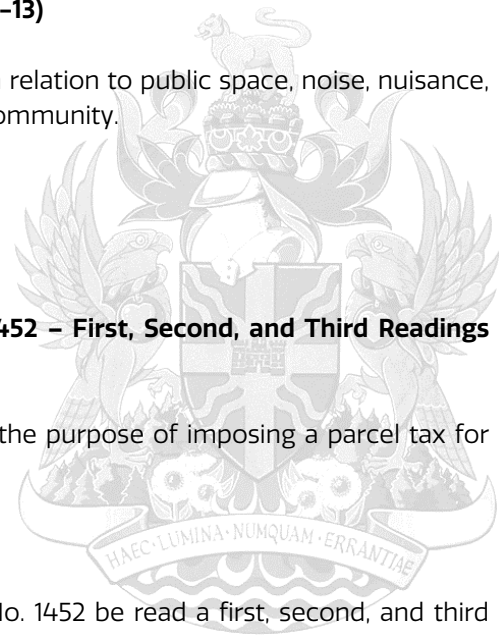 –13)
relation to public space, noise, nuisance,
ommunity.
452 – First, Second, and Third Readings
the purpose of imposing a parcel tax for
HAEC·LUMINA·NUMQUAM·ERRANTIAE
No. 1452 be read a first, second, and third